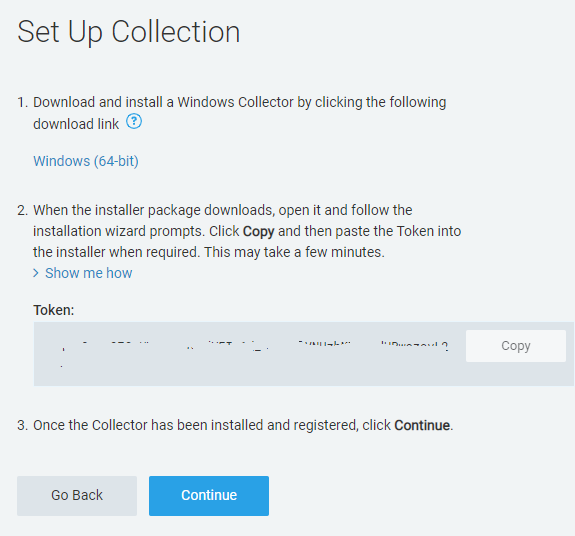 Set Up Collection
1. Download and install a Windows Collector by clicking the following
download link ?
Windows (64-bit)
2. When the installer package downloads, open it and follow the
installation wizard prompts. Click Copy and then paste the Token into
the installer when required. This may take a few minutes.
> Show me how
Token:
Copy
3. Once the Collector has been installed and registered, click Continue.
Go Back
Continue